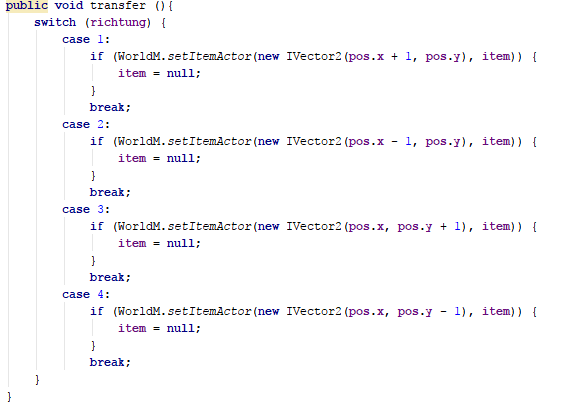 public void transfer (){
    switch (richtung) {
        case 1:
            if (WorldM.setItemActor(new IVector2(pos.x + 1, pos.y), item)) {
                item = null;
            }
            break;
        case 2:
            if (WorldM.setItemActor(new IVector2(pos.x - 1, pos.y), item)) {
                item = null;
            }
            break;
        case 3:
            if (WorldM.setItemActor(new IVector2(pos.x, pos.y + 1), item)) {
                item = null;
            }
            break;
        case 4:
            if (WorldM.setItemActor(new IVector2(pos.x, pos.y - 1), item)) {
                item = null;
            }
            break;
    }
}